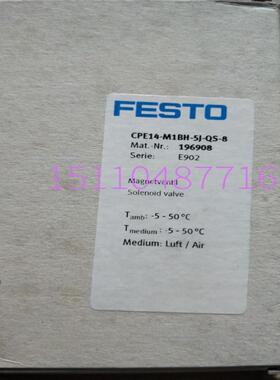 FESTO
CPE14-M1BH-5J-QS-8
Mat.-Nr.: 196908
Serie: E902
15110487716
Magnetventil
Solenoid valve
Tamb: -5 - 50 °C
Tmedium: -5 - 50 °C
Medium: Luft / Air